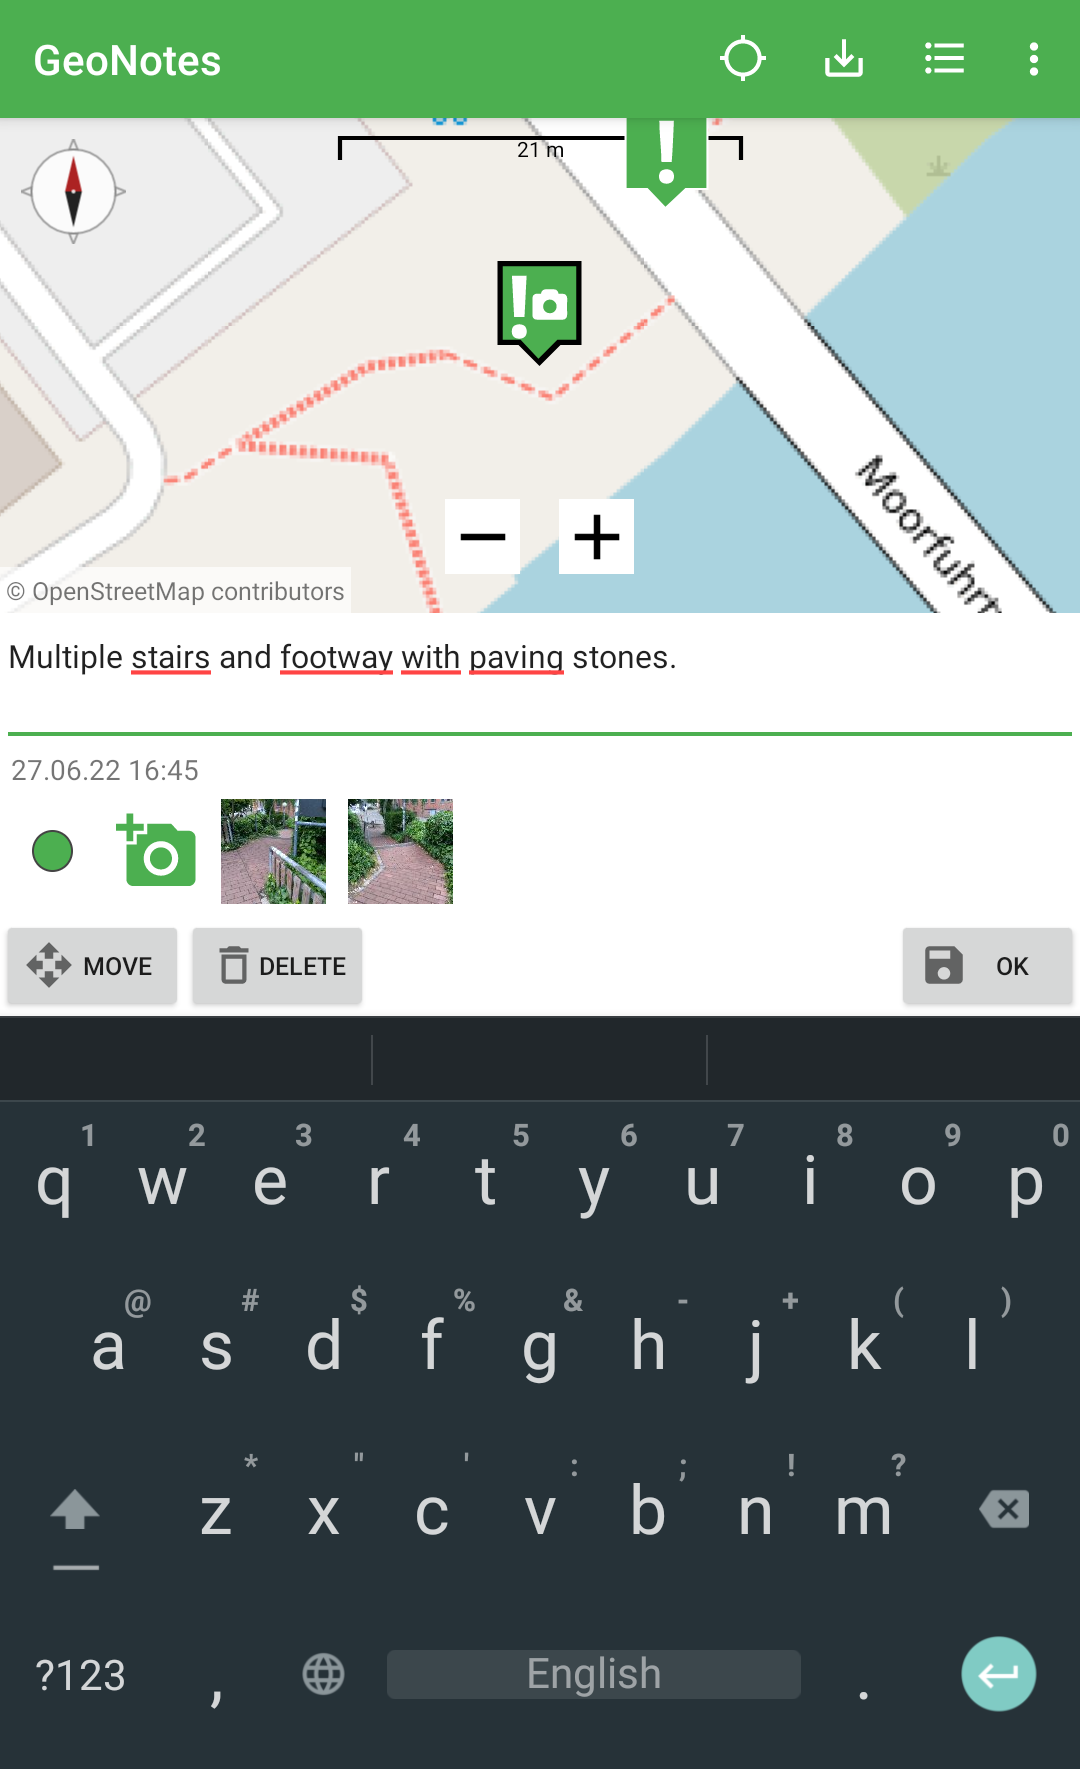 GeoNotes
21 m
Moorfuhrt
© OpenStreetMap contributors
Multiple stairs and footway with paving stones.
27.06.22 16:45
MOVE DELETE OK
1 2 3 4 5 6 7 8 9 0
q w e r t y u i o p
@ # $ % & - + ( )
a s d f g h j k l
* " ' : ; ! ?
z x c v b n m
?123 , English .